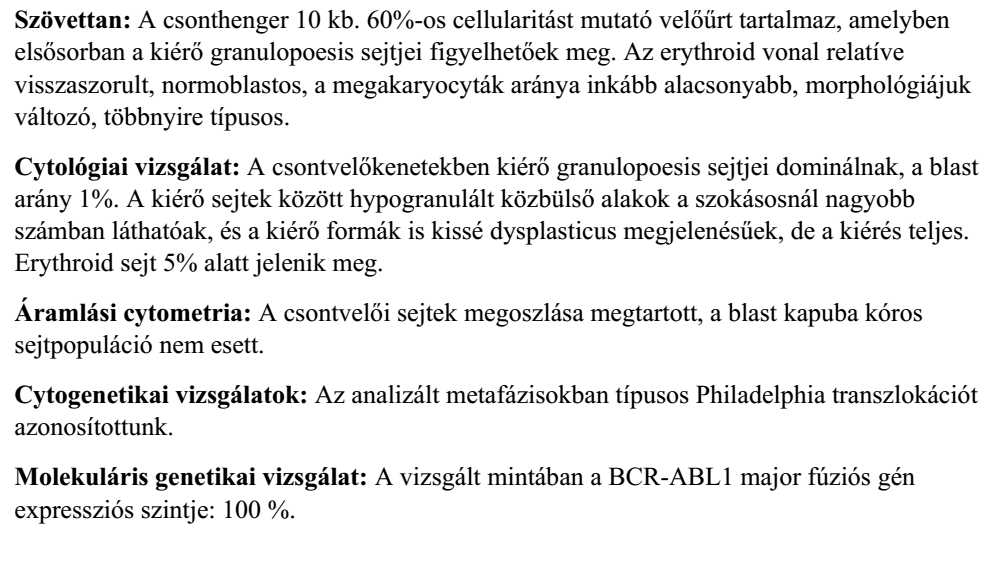 Szövettan: A csonthenger 10 kb. 60%-os cellularitást mutató velőűrt tartalmaz, amelyben
elsősorban a kiérő granulopoesis sejtjei figyelhetőek meg. Az erythroid vonal relatíve
visszaszorult, normoblastos, a megakaryocyták aránya inkább alacsonyabb, morphológiájuk
változó, többnyire típusos.
Cytológiai vizsgálat: A csontvelőkenetekben kiérő granulopoesis sejtjei dominálnak, a blast
arány 1%. A kiérő sejtek között hypogranulált közbülső alakok a szokásosnál nagyobb
számban láthatóak, és a kiérő formák is kissé dysplasticus megjelenésűek, de a kiérés teljes.
Erythroid sejt 5% alatt jelenik meg.
Áramlási cytometria: A csontvelői sejtek megoszlása megtartott, a blast kapuba kóros
sejtpopuláció nem esett.
Cytogenetikai vizsgálatok: Az analizált metafázisokban típusos Philadelphia transzlokációt
azonosítottunk.
Molekuláris genetikai vizsgálat: A vizsgált mintában a BCR-ABL1 major fúziós gén
expressziós szintje: 100 %.